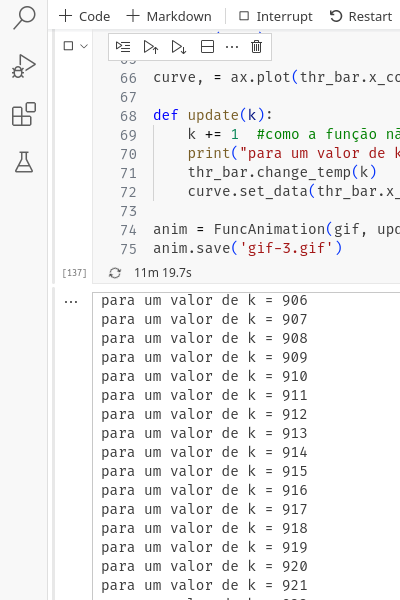 Code
Markdown
Interrupt
Restart
66 curve, = ax.plot(thr_bar.x_co
67
68 def update(k):
69 k += 1 #como a função nã
70 print("para um valor de k
71 thr_bar.change_temp(k)
72 curve.set_data(thr_bar.x_
73
74 anim = FuncAnimation(gif, upd
75 anim.save('gif-3.gif')
[137] 11m 19.7s
para um valor de k = 906
para um valor de k = 907
para um valor de k = 908
para um valor de k = 909
para um valor de k = 910
para um valor de k = 911
para um valor de k = 912
para um valor de k = 913
para um valor de k = 914
para um valor de k = 915
para um valor de k = 916
para um valor de k = 917
para um valor de k = 918
para um valor de k = 919
para um valor de k = 920
para um valor de k = 921